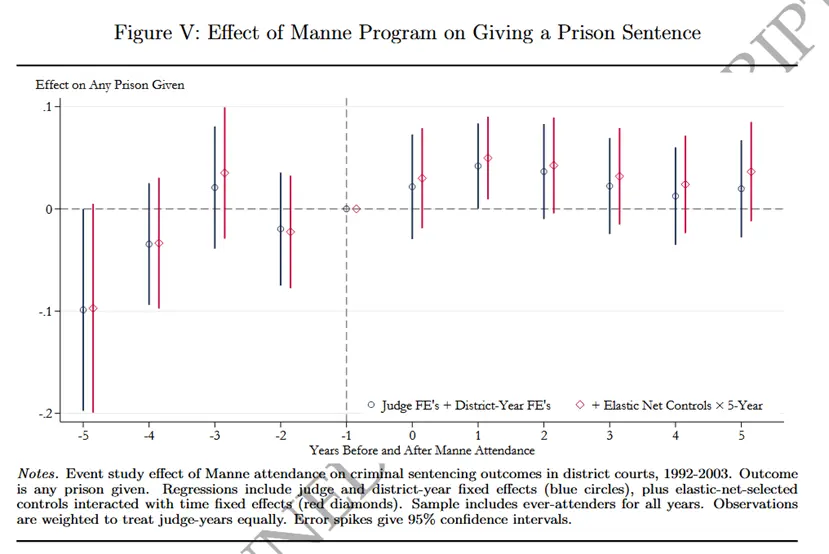 Figure V: Effect of Manne Program on Giving a Prison Sentence
Effect on Any Prison Given
.1
0
-.1
-.2
Judge FE's + District-Year FE's
+ Elastic Net Controls × 5-Year
-5 -4 -3 -2 -1 0 1 2 3 4 5
Years Before and After Manne Attendance
Notes. Event study effect of Manne attendance on criminal sentencing outcomes in district courts, 1992-2003. Outcome
is any prison given. Regressions include judge and district-year fixed effects (blue circles), plus elastic-net-selected
controls interacted with time fixed effects (red diamonds). Sample includes ever-attenders for all years. Observations
are weighted to treat judge-years equally. Error spikes give 95% confidence intervals.